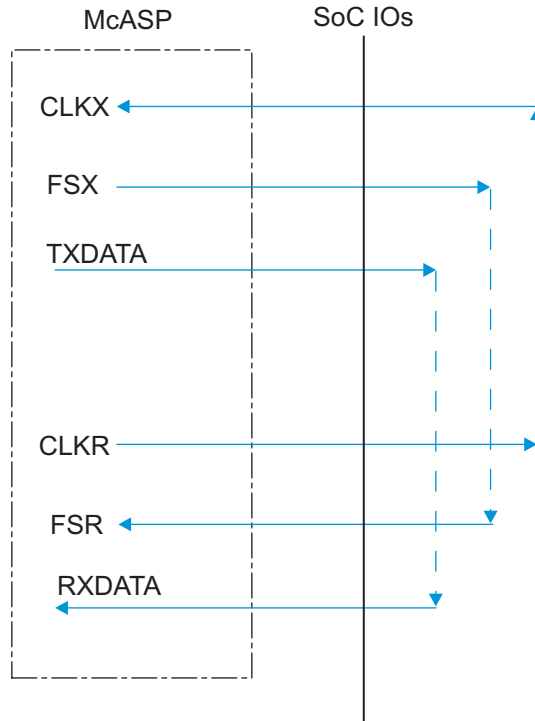 McASP
SoC IOs
CLKX
FSX
TXDATA
CLKR
FSR
RXDATA